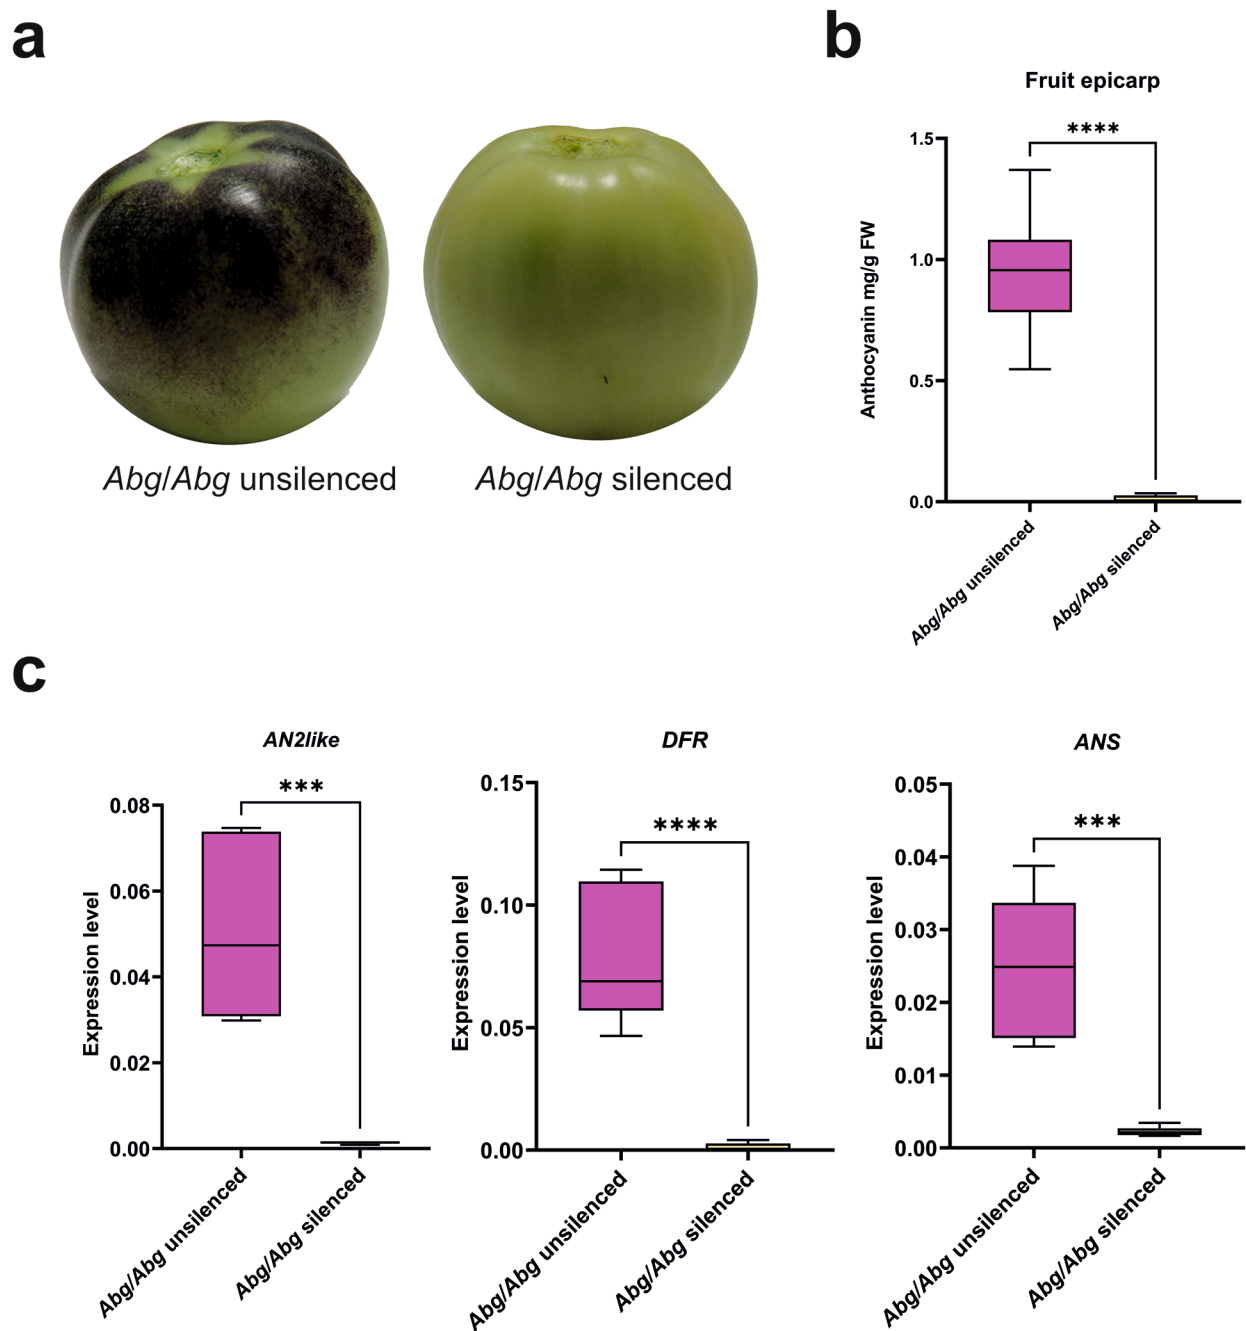 a
b
Abg/Abg unsilenced
Abg/Abg silenced
Fruit epicarp
****
Anthocyanin mg/g FW
1.5
1.0
0.5
0.0
Abg/Abg unsilenced
Abg/Abg silenced
c
AN2like
***
Expression level
0.08
0.06
0.04
0.02
0.00
Abg/Abg unsilenced
Abg/Abg silenced
DFR
****
Expression level
0.15
0.10
0.05
0.00
Abg/Abg unsilenced
Abg/Abg silenced
ANS
***
Expression level
0.05
0.04
0.03
0.02
0.01
0.00
Abg/Abg unsilenced
Abg/Abg silenced